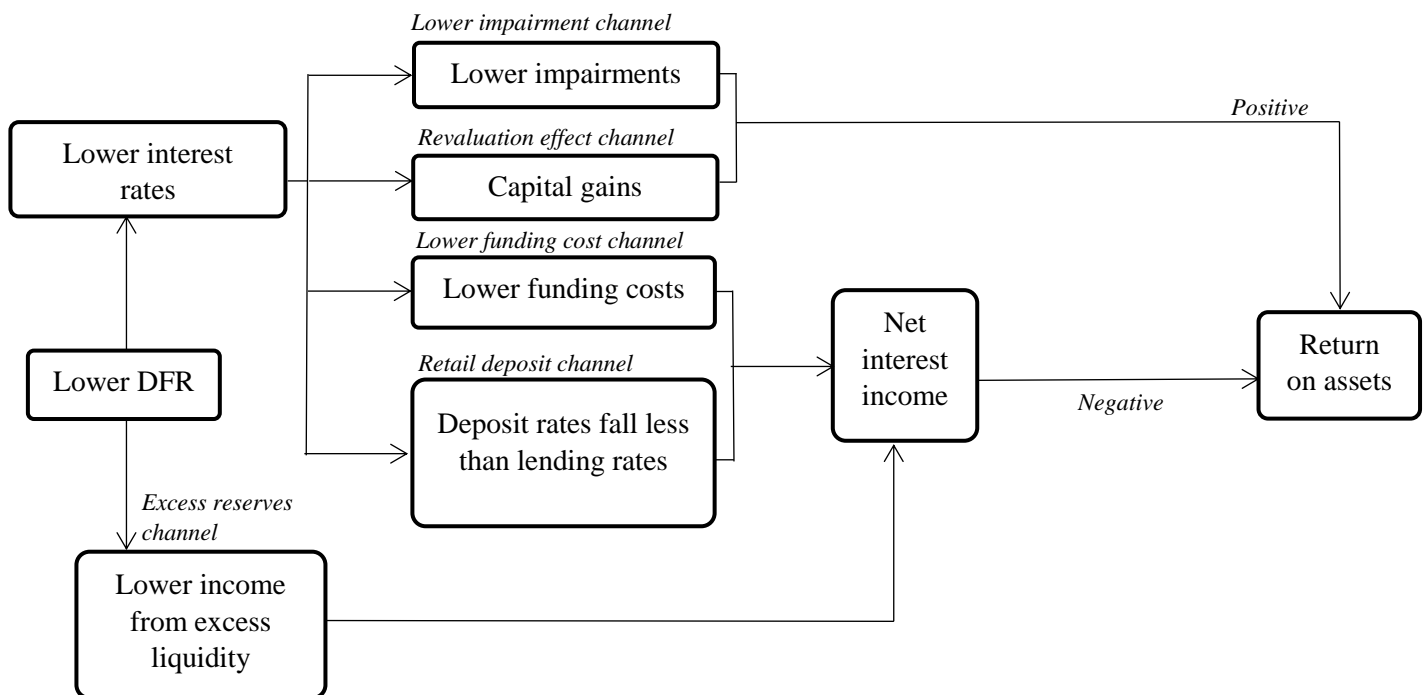 Lower impairment channel
Lower impairments
Positive
Revaluation effect channel
Lower interest
rates
Capital gains
Lower funding cost channel
Lower funding costs
Net
interest
income
Return
on assets
Lower DFR
Retail deposit channel
Negative
Deposit rates fall less
than lending rates
Excess reserves
channel
Lower income
from excess
liquidity